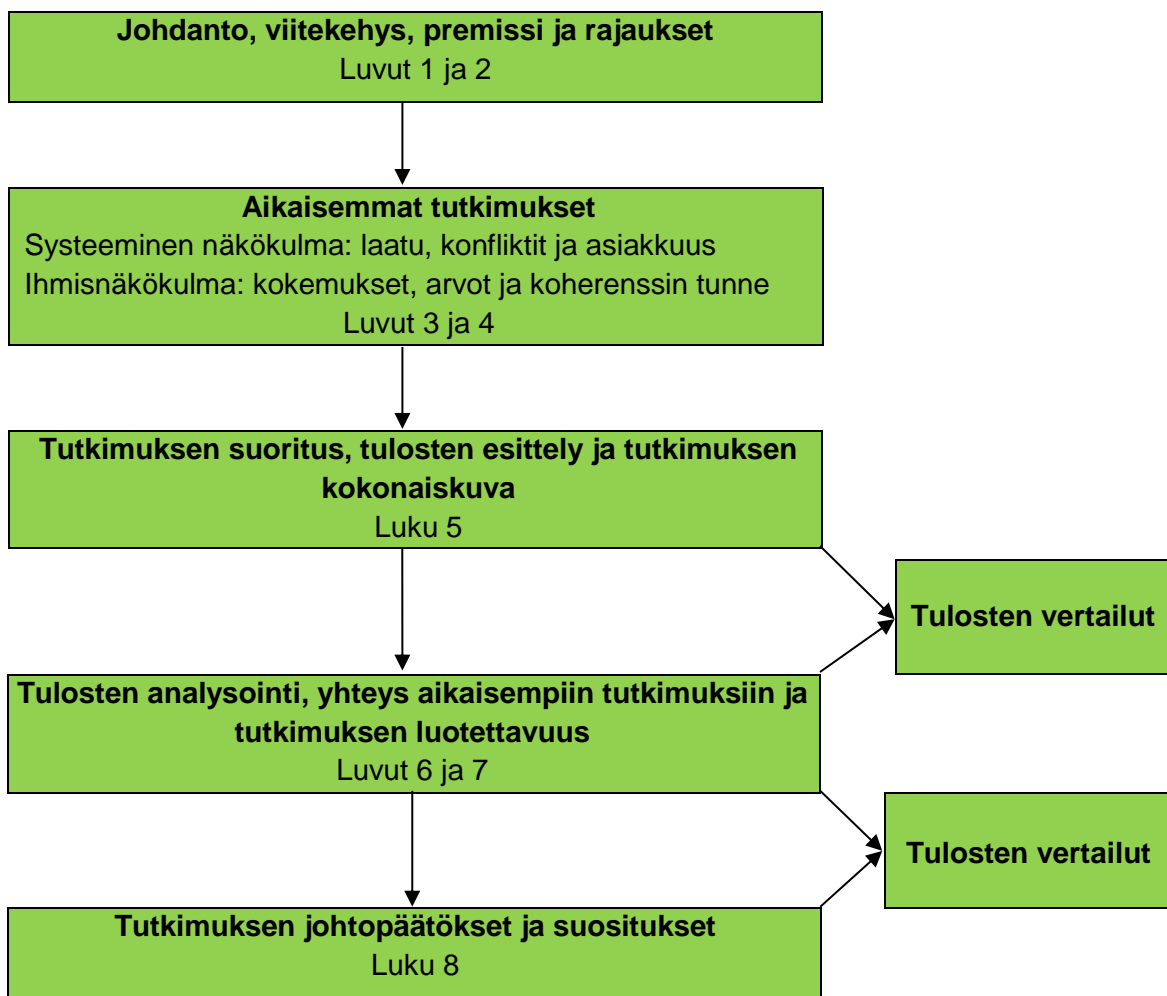 Johdanto, viitekehys, premissi ja rajaukset
Luvut 1 ja 2
Aikaisemmat tutkimukset
Systeeminen näkökulma: laatu, konfliktit ja asiakkuus
Ihmisnäkökulma: kokemukset, arvot ja koherenssin tunne
Luvut 3 ja 4
Tutkimuksen suoritus, tulosten esittely ja tutkimuksen
kokonaiskuva
Luku 5
Tulosten vertailut
Tulosten analysointi, yhteys aikaisempiin tutkimuksiin ja
tutkimuksen luotettavuus
Luvut 6 ja 7
Tulosten vertailut
Tutkimuksen johtopäätökset ja suositukset
Luku 8